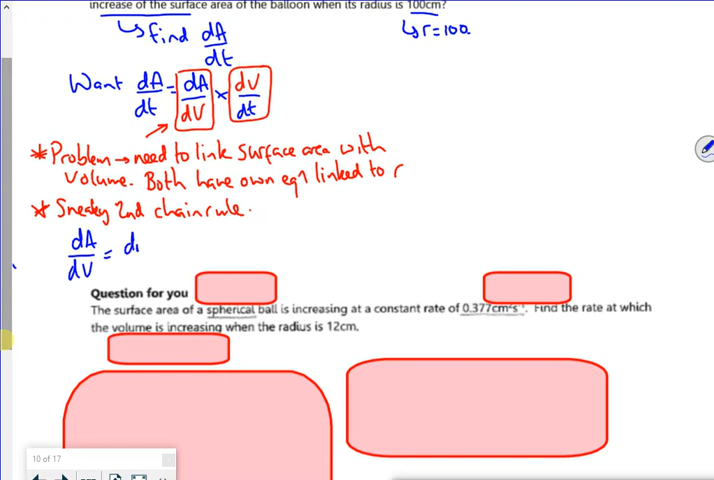 increase of the surface area of the balloon when its radius is 100cm?
↳ find dA/dt
↳ r=100
Want dA/dt = dA/dV × dV/dt
* Problem → need to link surface area with
Volume. Both have own eqn linked to r
* Sneaky 2nd chain rule.
dA/dV = d
Question for you
The surface area of a spherical ball is increasing at a constant rate of 0.377cm²s⁻¹. Find the rate at which
the volume is increasing when the radius is 12cm.
10 of 17